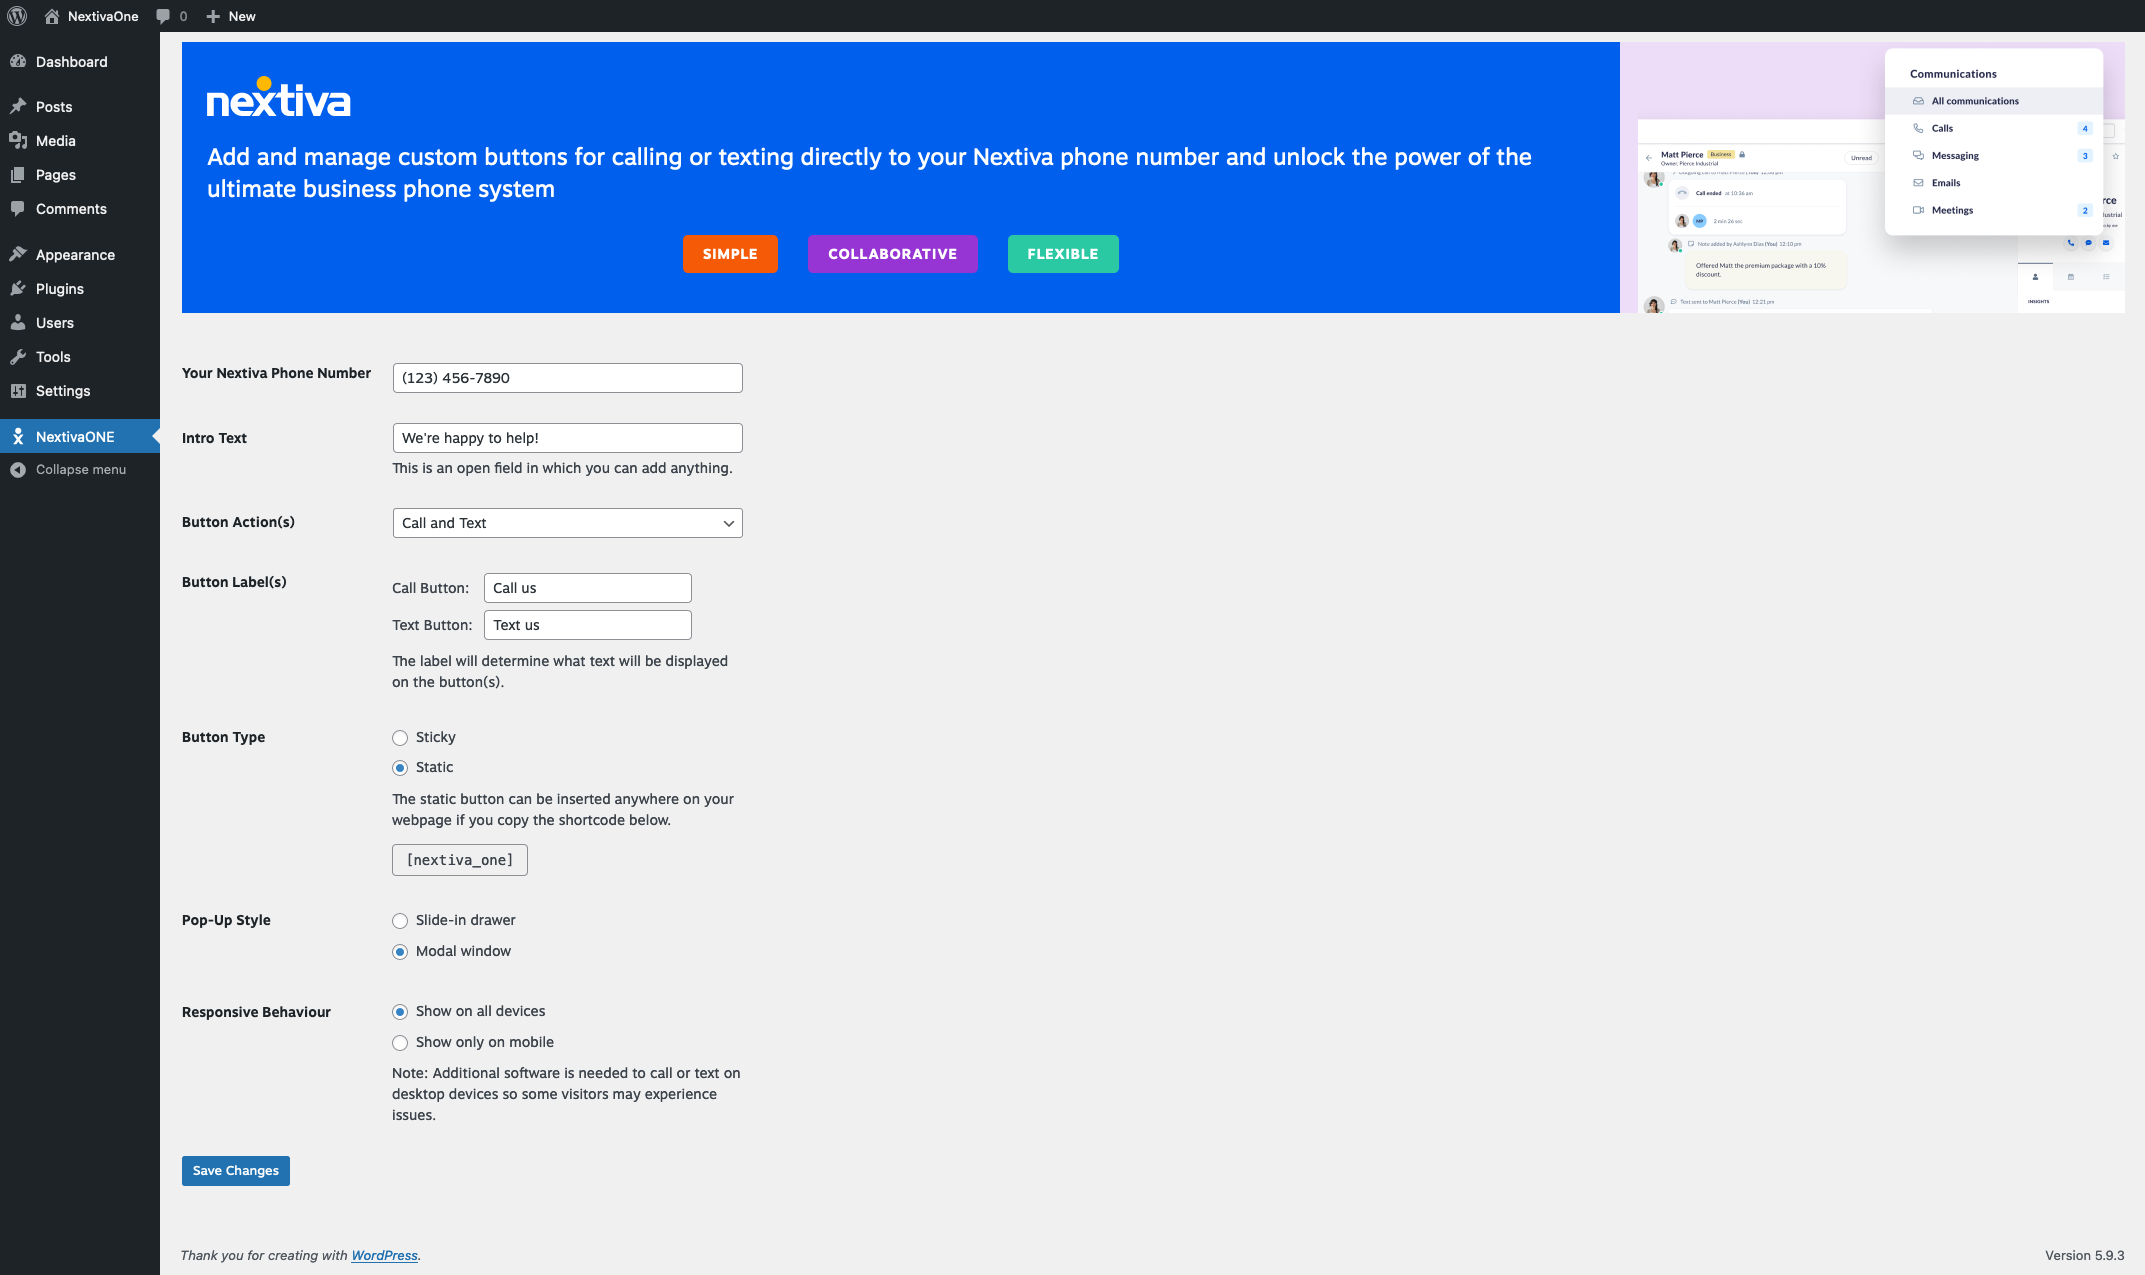 NextivaOne
0
New
Dashboard
Posts
Media
Pages
Comments
Appearance
Plugins
Users
Tools
Settings
NextivaONE
Collapse menu
nextiva
Add and manage custom buttons for calling or texting directly to your Nextiva phone number and unlock the power of the
ultimate business phone system
SIMPLE
COLLABORATIVE
FLEXIBLE
Communications
All communications
Calls 4
Messaging 3
Emails
Meetings 2
Matt Pierce Business
Owner, Pierce Industrial
Unread
Call ended at 10:36 am
MP 2 min 26 sec
Note added by Ashlynn Dias (You) 12:10 pm
Offered Matt the premium package with a 10%
discount.
Text sent to Matt Pierce (You) 12:21 pm
INSIGHTS
Your Nextiva Phone Number
(123) 456-7890
Intro Text
We're happy to help!
This is an open field in which you can add anything.
Button Action(s)
Call and Text
Button Label(s)
Call Button: Call us
Text Button: Text us
The label will determine what text will be displayed
on the button(s).
Button Type
Sticky
Static
The static button can be inserted anywhere on your
webpage if you copy the shortcode below.
[nextiva_one]
Pop-Up Style
Slide-in drawer
Modal window
Responsive Behaviour
Show on all devices
Show only on mobile
Note: Additional software is needed to call or text on
desktop devices so some visitors may experience
issues.
Save Changes
Thank you for creating with WordPress.
Version 5.9.3